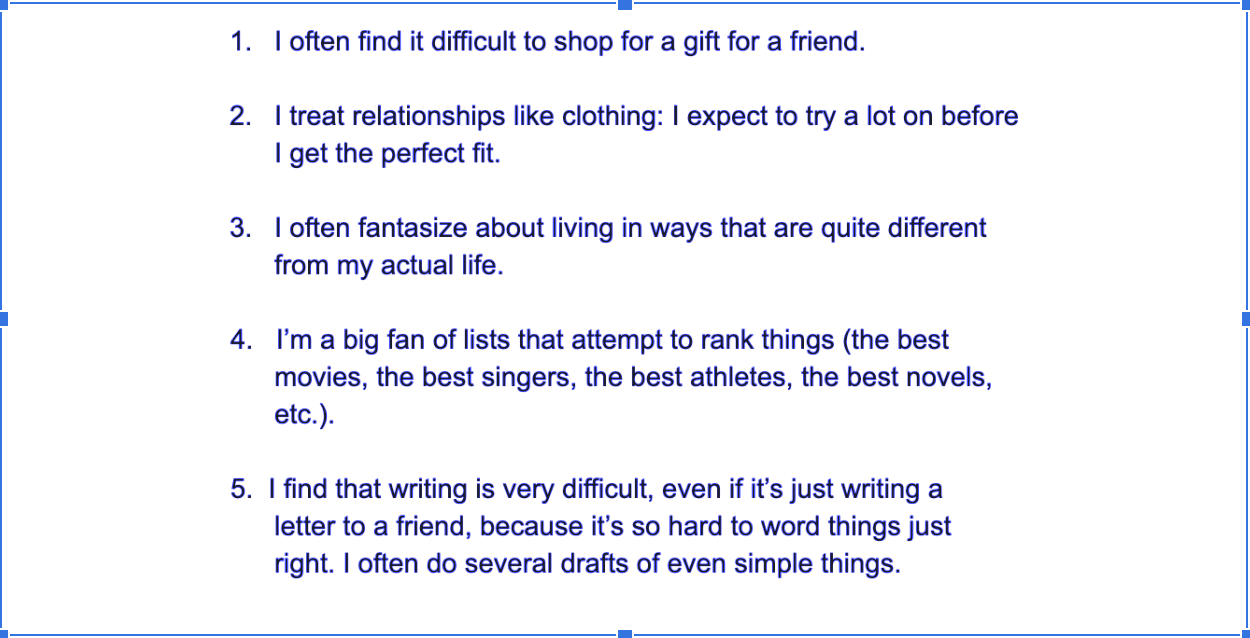 1. I often find it difficult to shop for a gift for a friend.
2. I treat relationships like clothing: I expect to try a lot on before
I get the perfect fit.
3. I often fantasize about living in ways that are quite different
from my actual life.
4. I’m a big fan of lists that attempt to rank things (the best
movies, the best singers, the best athletes, the best novels,
etc.).
5. I find that writing is very difficult, even if it’s just writing a
letter to a friend, because it’s so hard to word things just
right. I often do several drafts of even simple things.